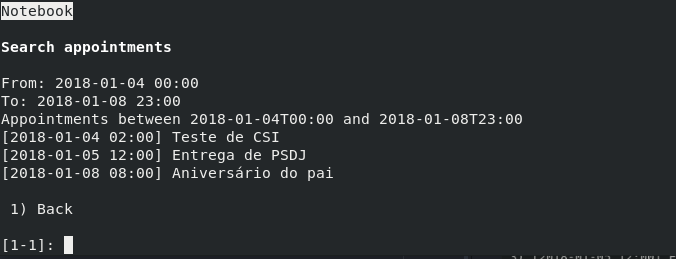 Notebook
Search appointments
From: 2018-01-04 00:00
To: 2018-01-08 23:00
Appointments between 2018-01-04T00:00 and 2018-01-08T23:00
[2018-01-04 02:00] Teste de CSI
[2018-01-05 12:00] Entrega de PSDJ
[2018-01-08 08:00] Aniversário do pai
1) Back
[1-1]: